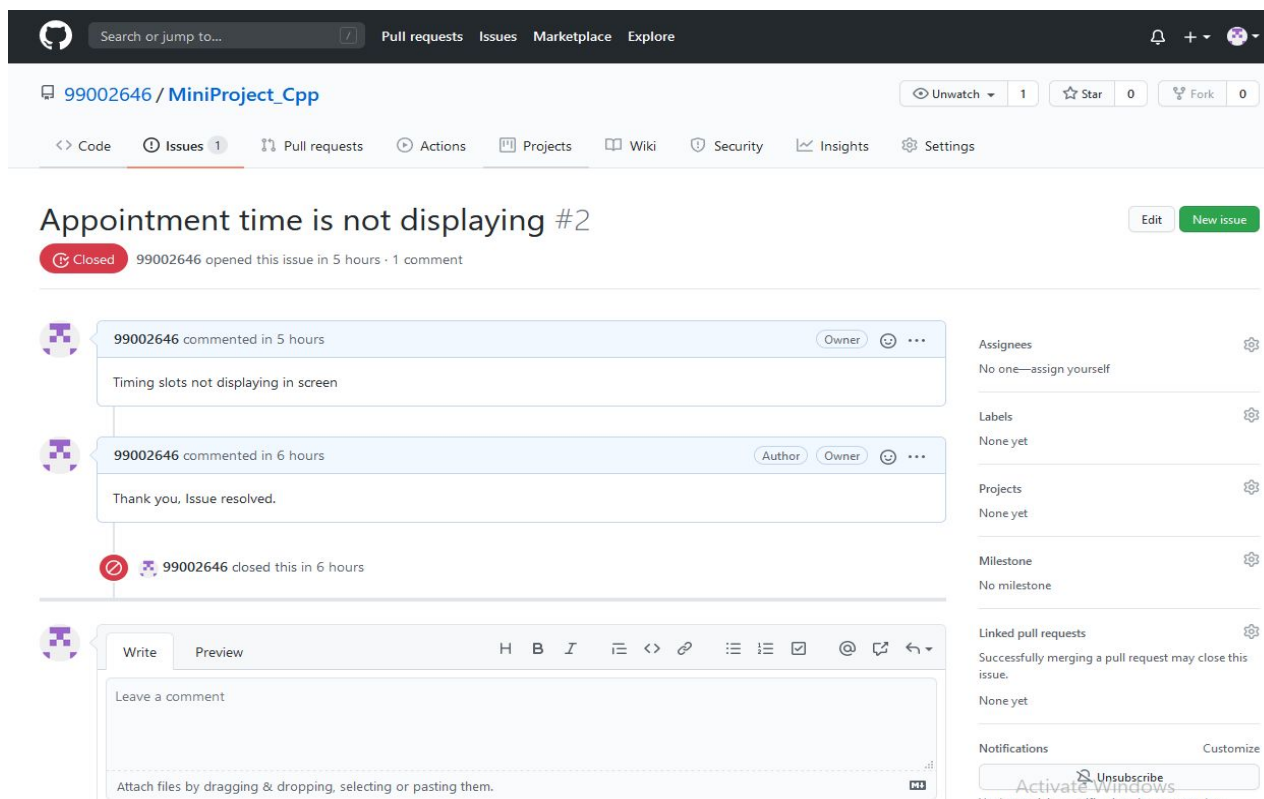 Search or jump to... /
Pull requests Issues Marketplace Explore
99002646 / MiniProject_Cpp
Unwatch 1 Star 0 Fork 0
Code Issues 1 Pull requests Actions Projects Wiki Security Insights Settings
Appointment time is not displaying #2
Edit New issue
Closed 99002646 opened this issue in 5 hours · 1 comment
99002646 commented in 5 hours Owner
Timing slots not displaying in screen
99002646 commented in 6 hours Author Owner
Thank you, Issue resolved.
99002646 closed this in 6 hours
Write Preview
Leave a comment
Attach files by dragging & dropping, selecting or pasting them.
Assignees
No one—assign yourself
Labels
None yet
Projects
None yet
Milestone
No milestone
Linked pull requests
Successfully merging a pull request may close this
issue.
None yet
Notifications Customize
Unsubscribe
Activate Windows